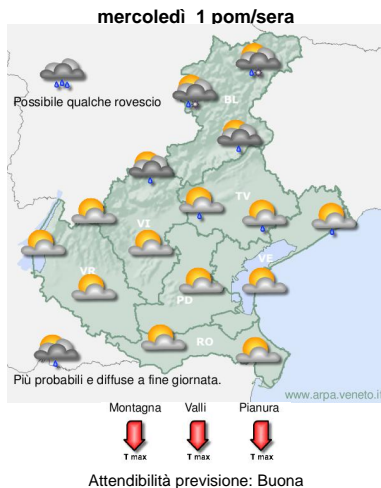 mercoledì 1 pom/sera
Possibile qualche rovescio
BL
TV
VI
VE
VR
PD
RO
Più probabili e diffuse a fine giornata.
www.arpa.veneto.it
Montagna Valli Pianura
T max T max T max
Attendibilità previsione: Buona